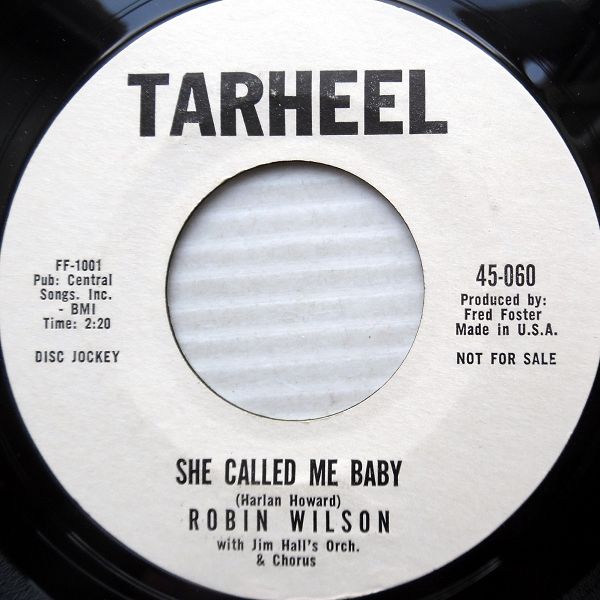 TARHEEL
FF-1001
Pub: Central
Songs. Inc.
- BMI
Time: 2:20
DISC JOCKEY
45-060
Produced by:
Fred Foster
Made in U.S.A.
NOT FOR SALE
SHE CALLED ME BABY
(Harlan Howard)
ROBIN WILSON
with Jim Hall's Orch.
& Chorus